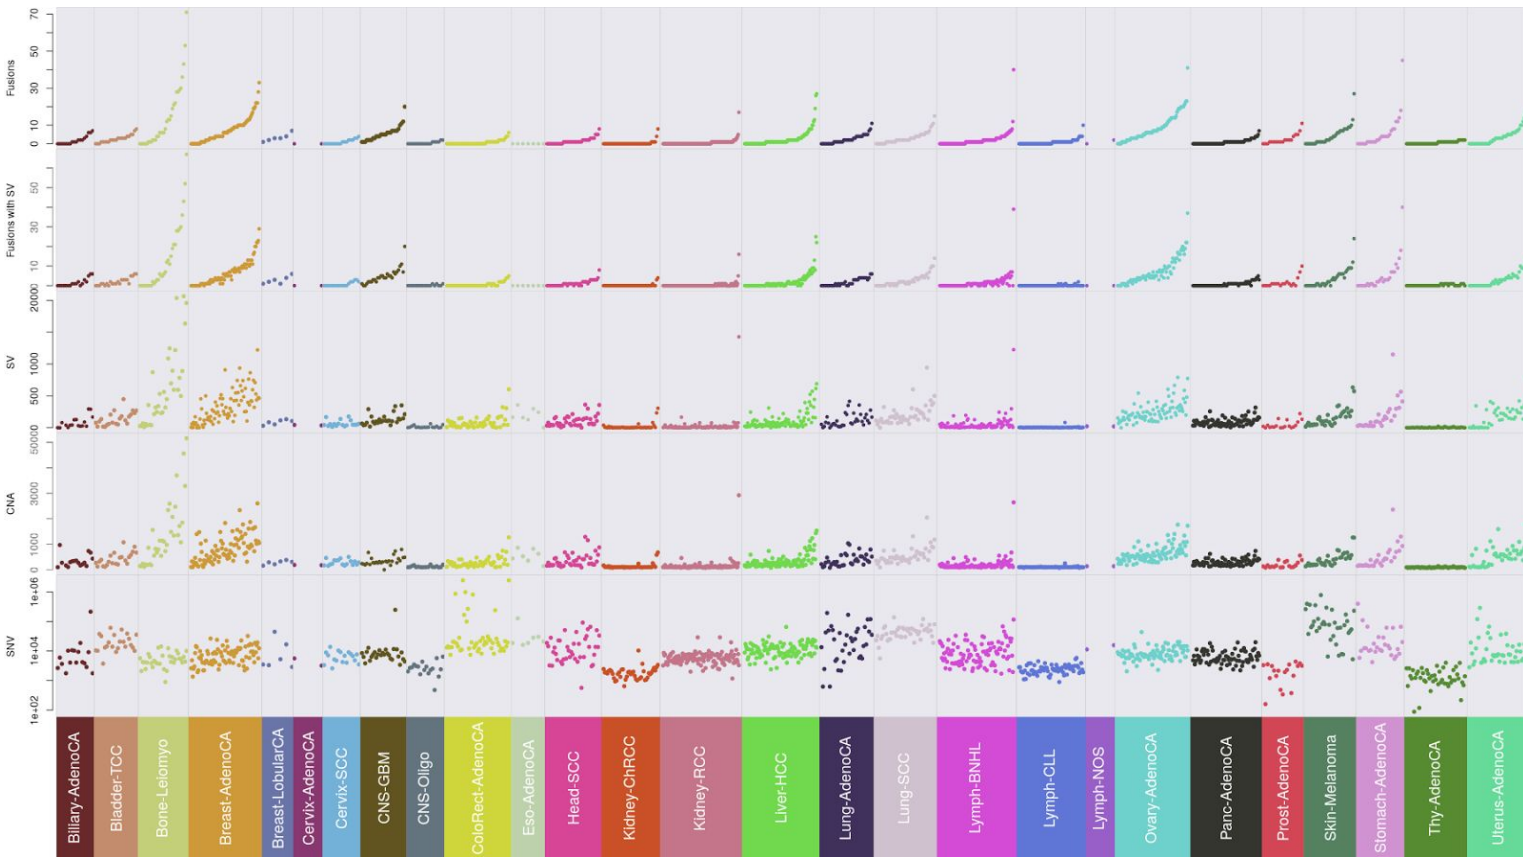 Fusions
70
50
30
10
0
Fusions with SV
50
30
10
0
SV
2000
1000
500
0
CNA
5000
3000
1000
0
SNV
1e+06
1e+04
1e+02
Biliary-AdenoCA
Bladder-TCC
Bone-Leiomyo
Breast-AdenoCA
Breast-LobularCA
Cervix-AdenoCA
Cervix-SCC
CNS-GBM
CNS-Oligo
ColoRect-AdenoCA
Eso-AdenoCA
Head-SCC
Kidney-ChRCC
Kidney-RCC
Liver-HCC
Lung-AdenoCA
Lung-SCC
Lymph-BNHL
Lymph-CLL
Lymph-NOS
Ovary-AdenoCA
Panc-AdenoCA
Prost-AdenoCA
Skin-Melanoma
Stomach-AdenoCA
Thy-AdenoCA
Uterus-AdenoCA